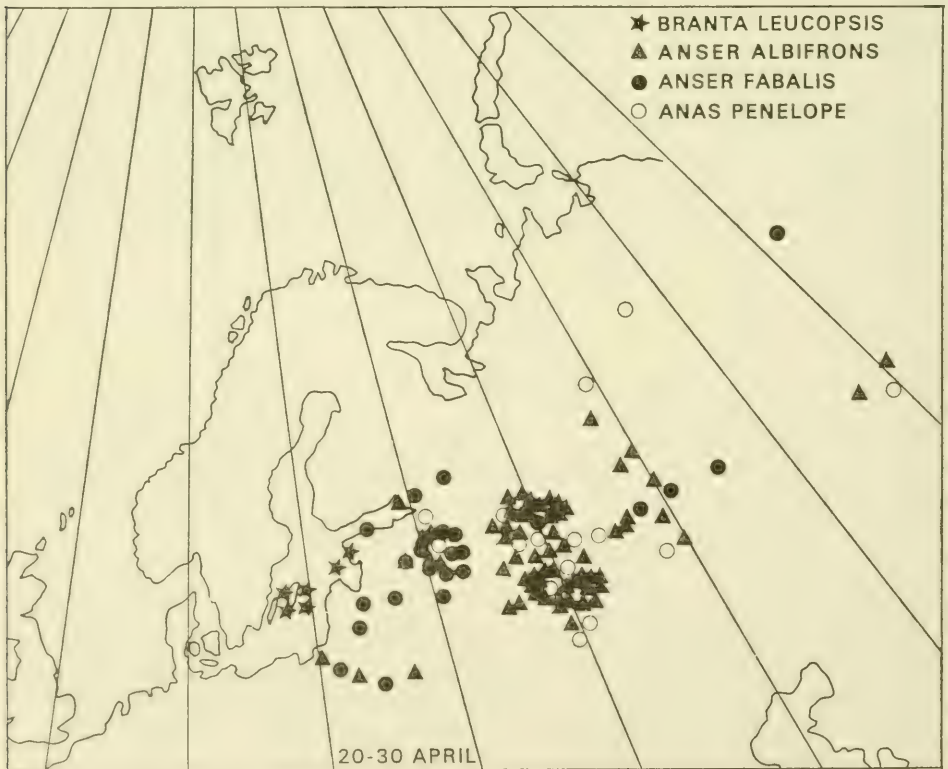 BRANTA LEUCOPSIS
ANSER ALBIFRONS
ANSER FABALIS
ANAS PENELOPE
20-30 APRIL